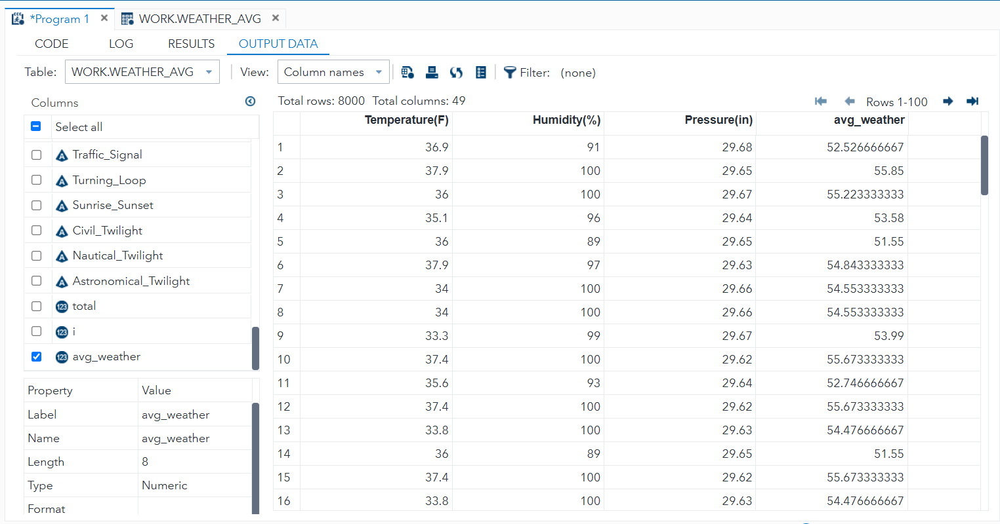 *Program 1 × WORK.WEATHER_AVG ×
CODE LOG RESULTS OUTPUT DATA
Table: WORK.WEATHER_AVG View: Column names Filter: (none)
Columns
Select all
Traffic_Signal
Turning_Loop
Sunrise_Sunset
Civil_Twilight
Nautical_Twilight
Astronomical_Twilight
123 total
123 i
123 avg_weather
Property Value
Label avg_weather
Name avg_weather
Length 8
Type Numeric
Format
Total rows: 8000 Total columns: 49 Rows 1-100
Temperature(F) Humidity(%) Pressure(in) avg_weather
1 36.9 91 29.68 52.526666667
2 37.9 100 29.65 55.85
3 36 100 29.67 55.223333333
4 35.1 96 29.64 53.58
5 36 89 29.65 51.55
6 37.9 97 29.63 54.843333333
7 34 100 29.66 54.553333333
8 34 100 29.66 54.553333333
9 33.3 99 29.67 53.99
10 37.4 100 29.62 55.673333333
11 35.6 93 29.64 52.746666667
12 37.4 100 29.62 55.673333333
13 33.8 100 29.63 54.476666667
14 36 89 29.65 51.55
15 37.4 100 29.62 55.673333333
16 33.8 100 29.63 54.476666667